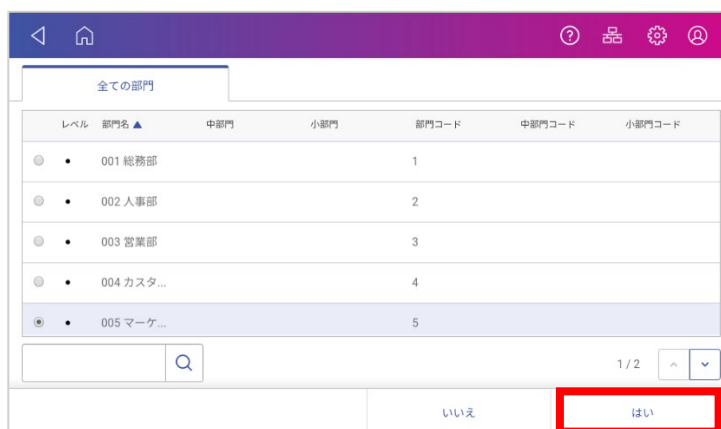 全ての部門
レベル 部門名 ▲ 中部門 小部門 部門コード 中部門コード 小部門コード
001 総務部 1
002 人事部 2
003 営業部 3
004 カスタ... 4
005 マーケ... 5
1 / 2
いいえ はい